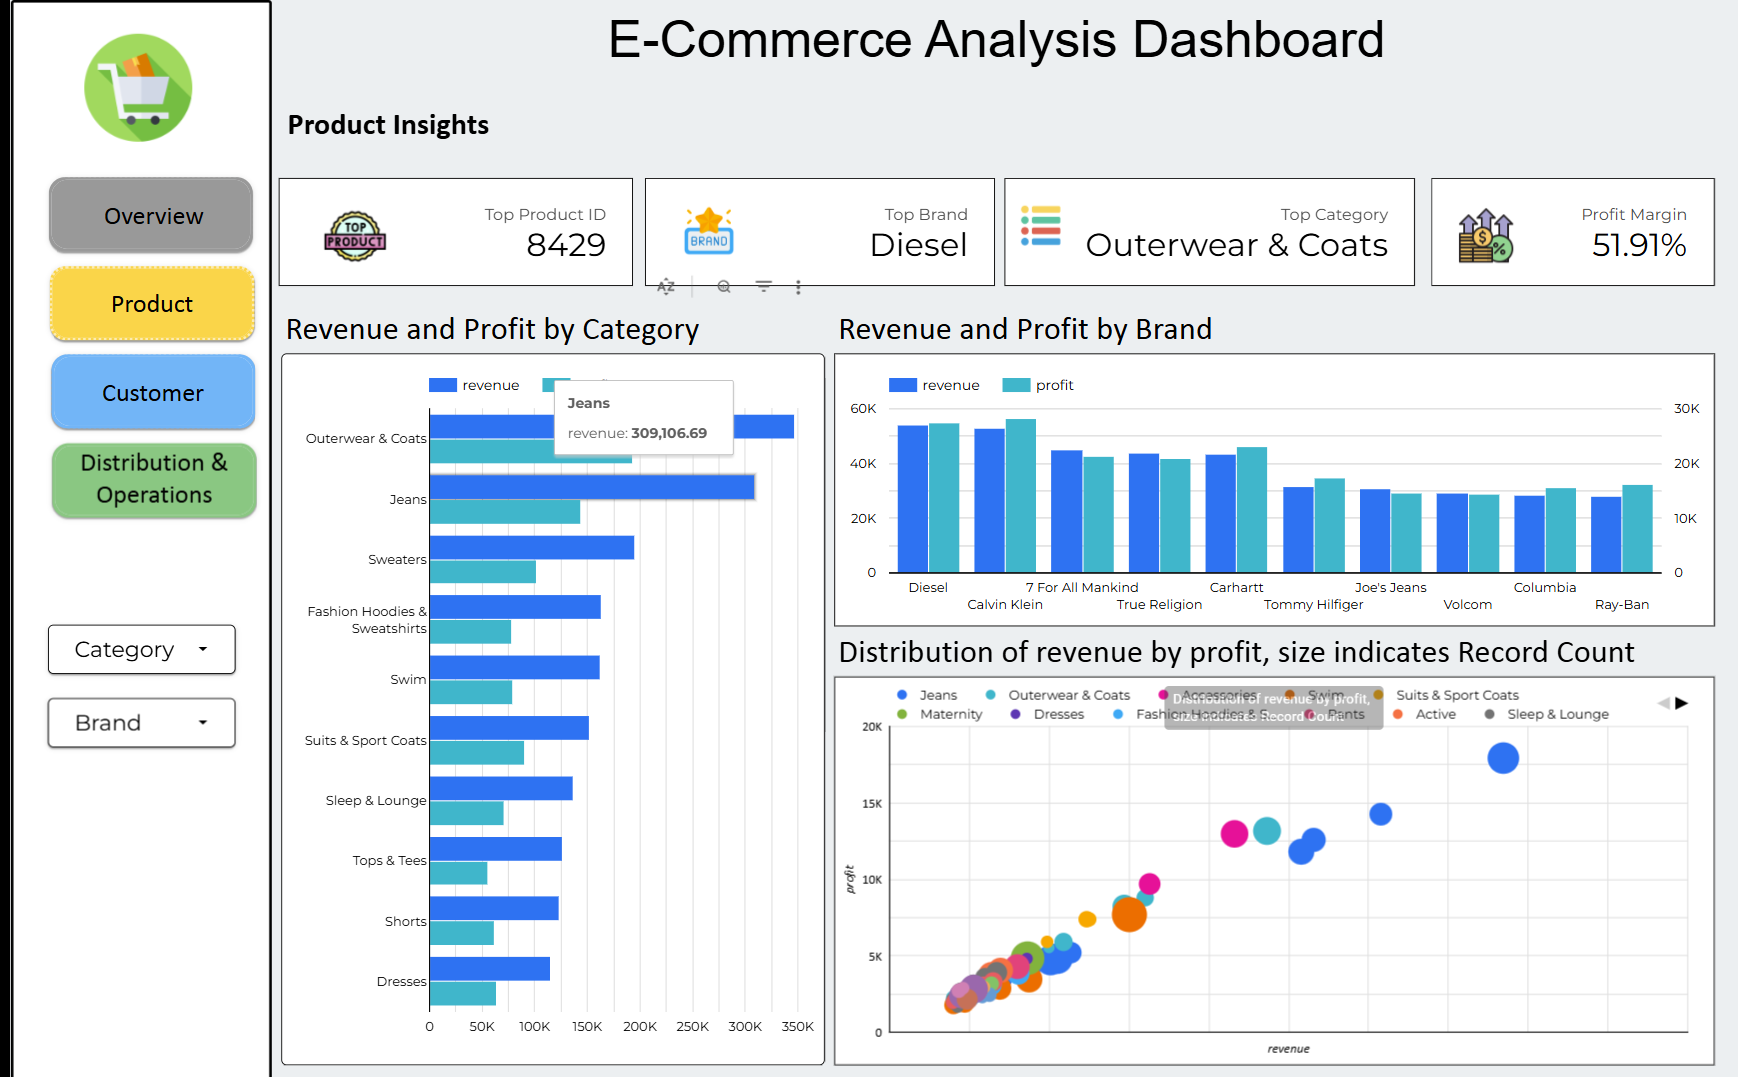 E-Commerce Analysis Dashboard
Product Insights
Overview
Product
Customer
Distribution &
Operations
Category
Brand
TOP
PRODUCT
Top Product ID
8429
BRAND
Top Brand
Diesel
Top Category
Outerwear & Coats
Profit Margin
51.91%
AZ
Revenue and Profit by Category
revenue
Jeans
revenue: 309,106.69
Outerwear & Coats
Jeans
Sweaters
Fashion Hoodies &
Sweatshirts
Swim
Suits & Sport Coats
Sleep & Lounge
Tops & Tees
Shorts
Dresses
0 50K 100K 150K 200K 250K 300K 350K
Revenue and Profit by Brand
revenue profit
60K 30K
40K 20K
20K 10K
0 0
Diesel 7 For All Mankind Carhartt Joe's Jeans Columbia
Calvin Klein True Religion Tommy Hilfiger Volcom Ray-Ban
Distribution of revenue by profit, size indicates Record Count
Jeans Outerwear & Coats Accessories Swim Suits & Sport Coats
Maternity Dresses Fashion Hoodies & S... Pants Active Sleep & Lounge
Distribution of revenue by profit,
size indicates Record Count
20K
15K
10K
5K
0
profit
revenue